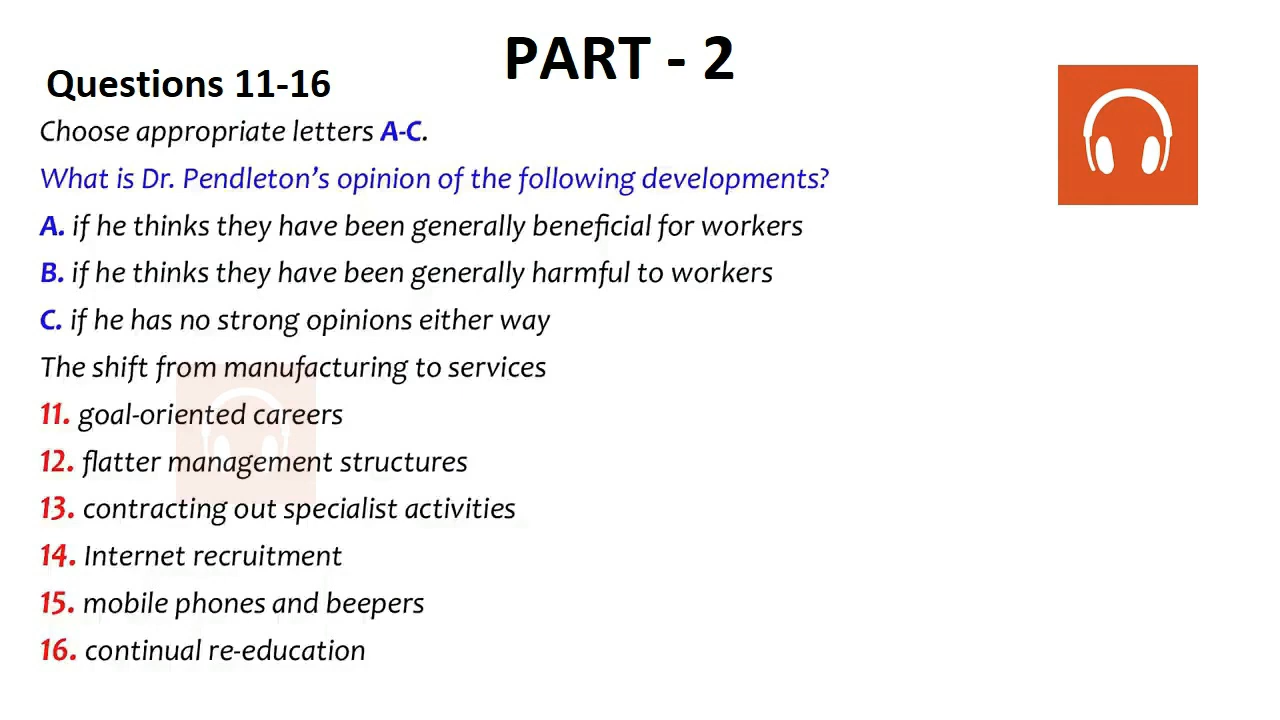 PART - 2
Questions 11-16
Choose appropriate letters A-C.
What is Dr. Pendleton’s opinion of the following developments?
A. if he thinks they have been generally beneficial for workers
B. if he thinks they have been generally harmful to workers
C. if he has no strong opinions either way
The shift from manufacturing to services
11. goal-oriented careers
12. flatter management structures
13. contracting out specialist activities
14. Internet recruitment
15. mobile phones and beepers
16. continual re-education